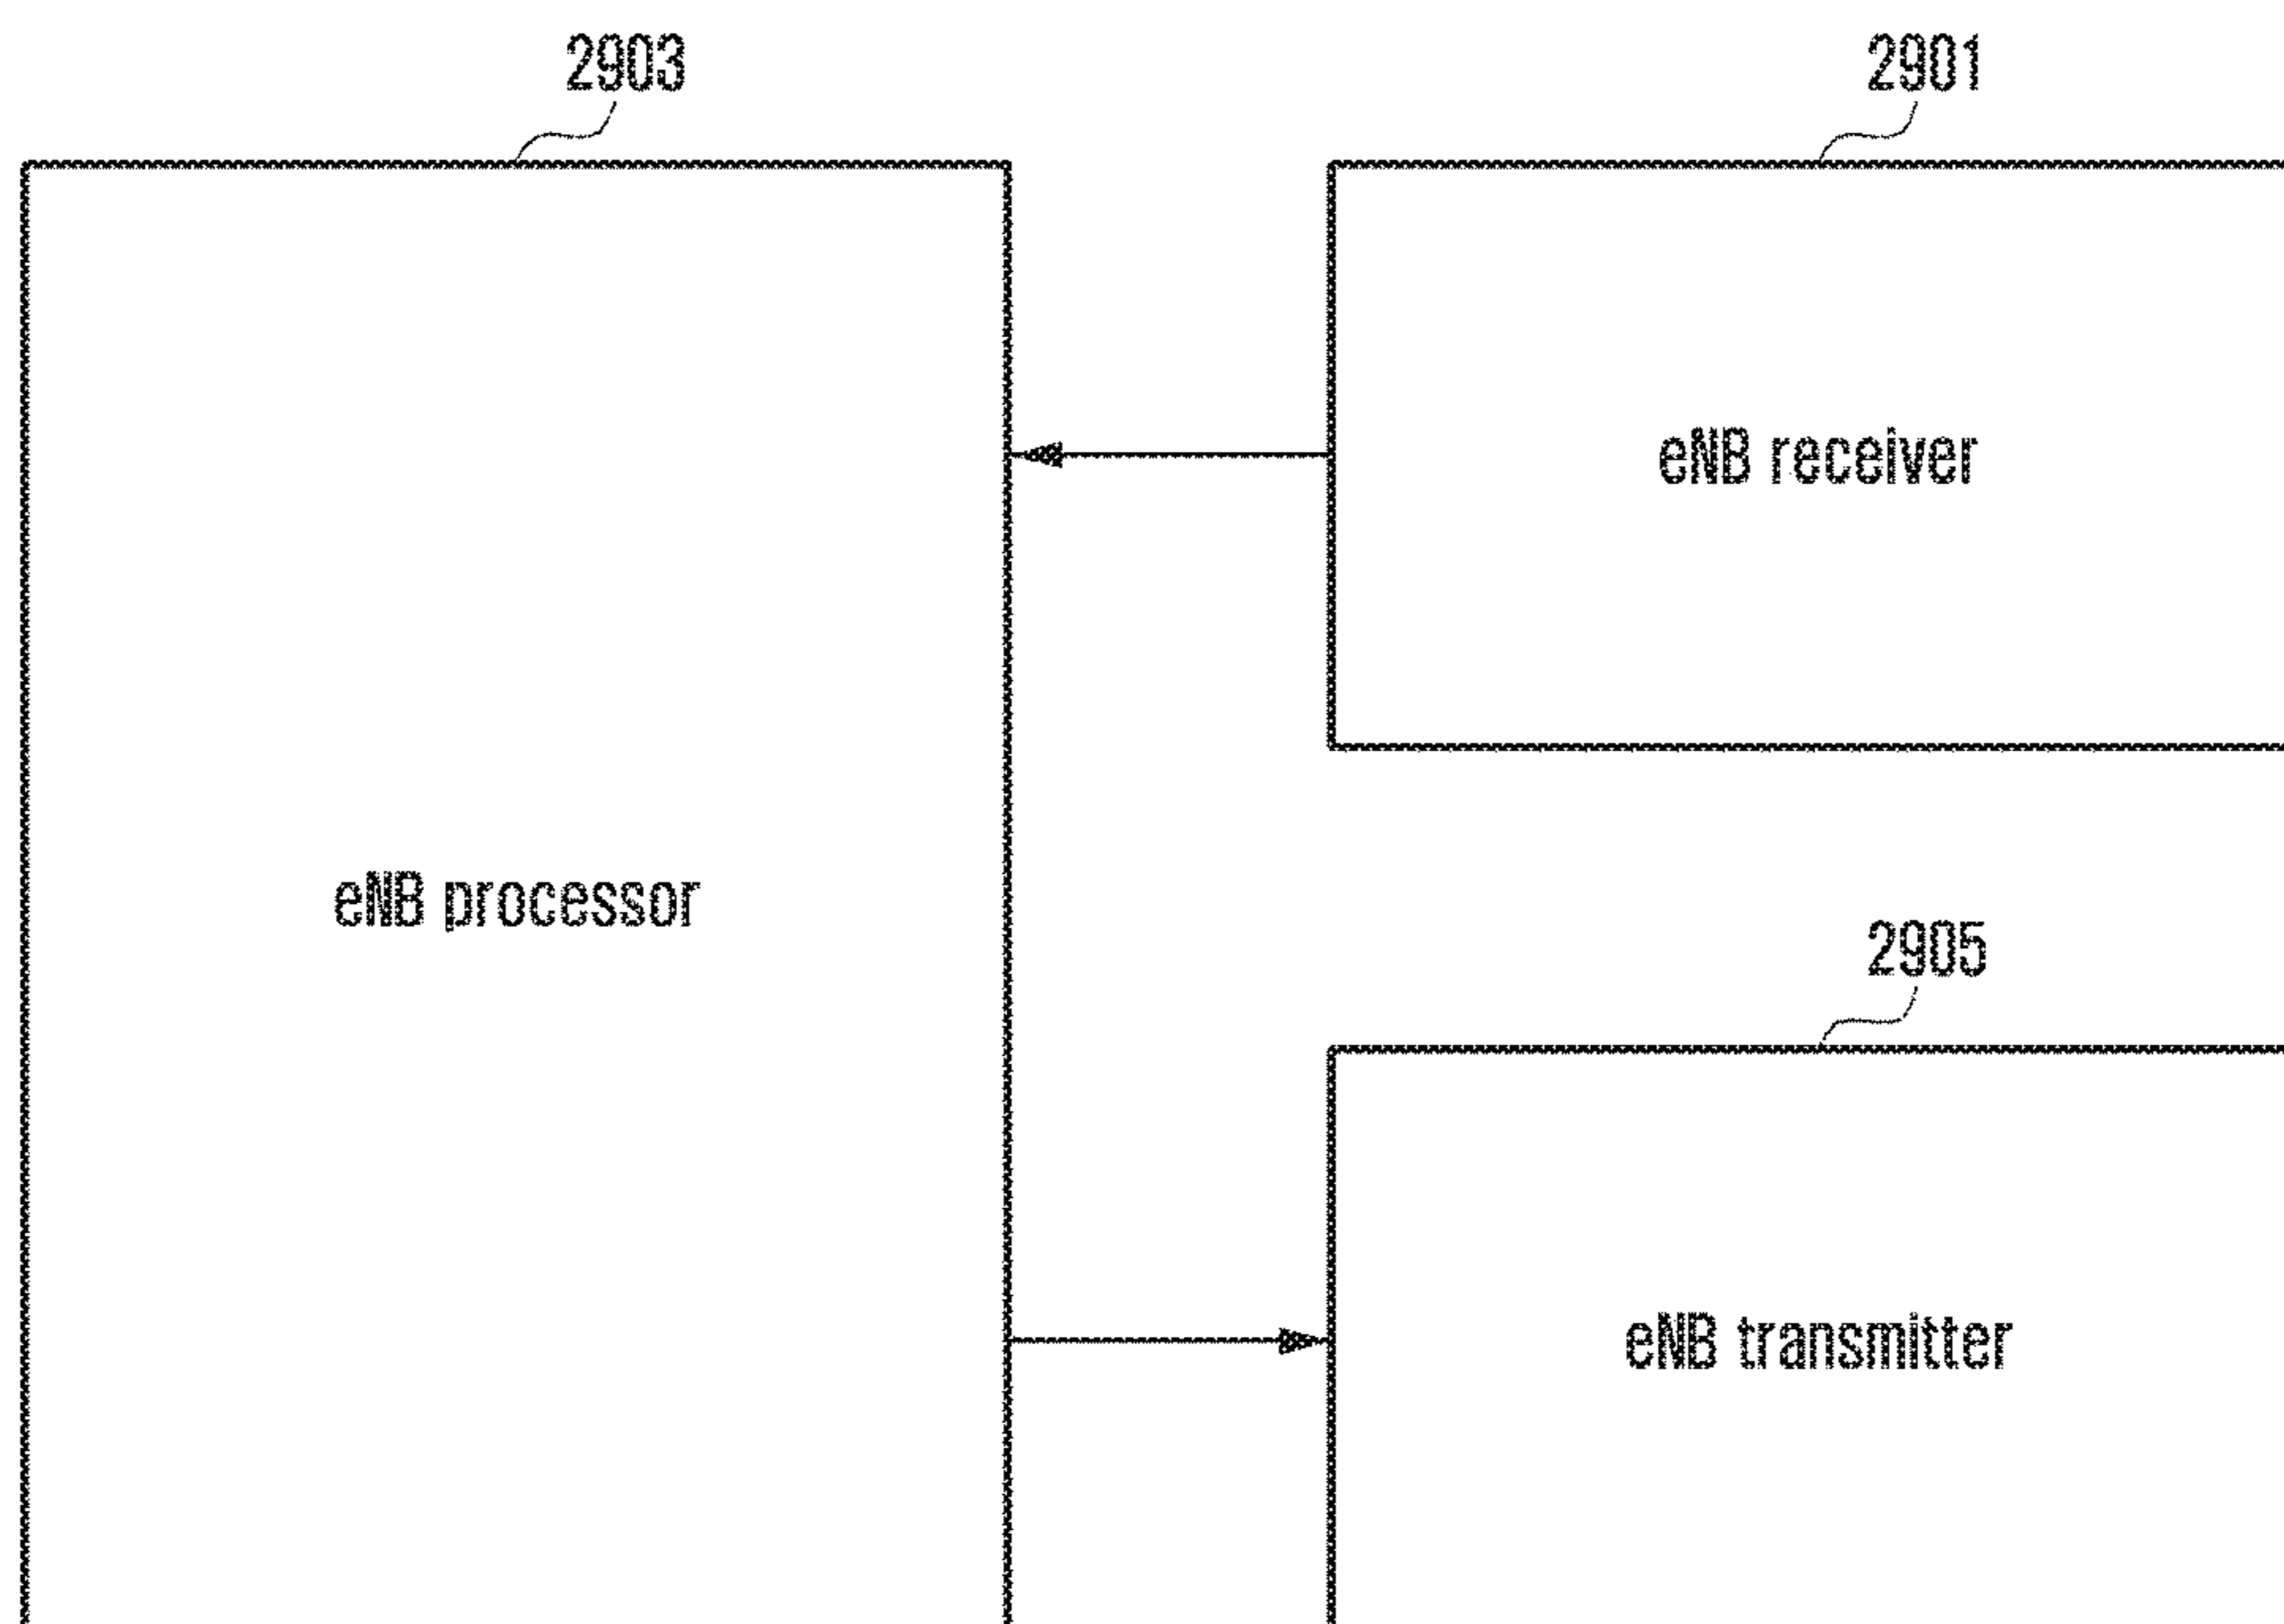 2903
2901
eNB receiver
eNB processor
2905
eNB transmitter